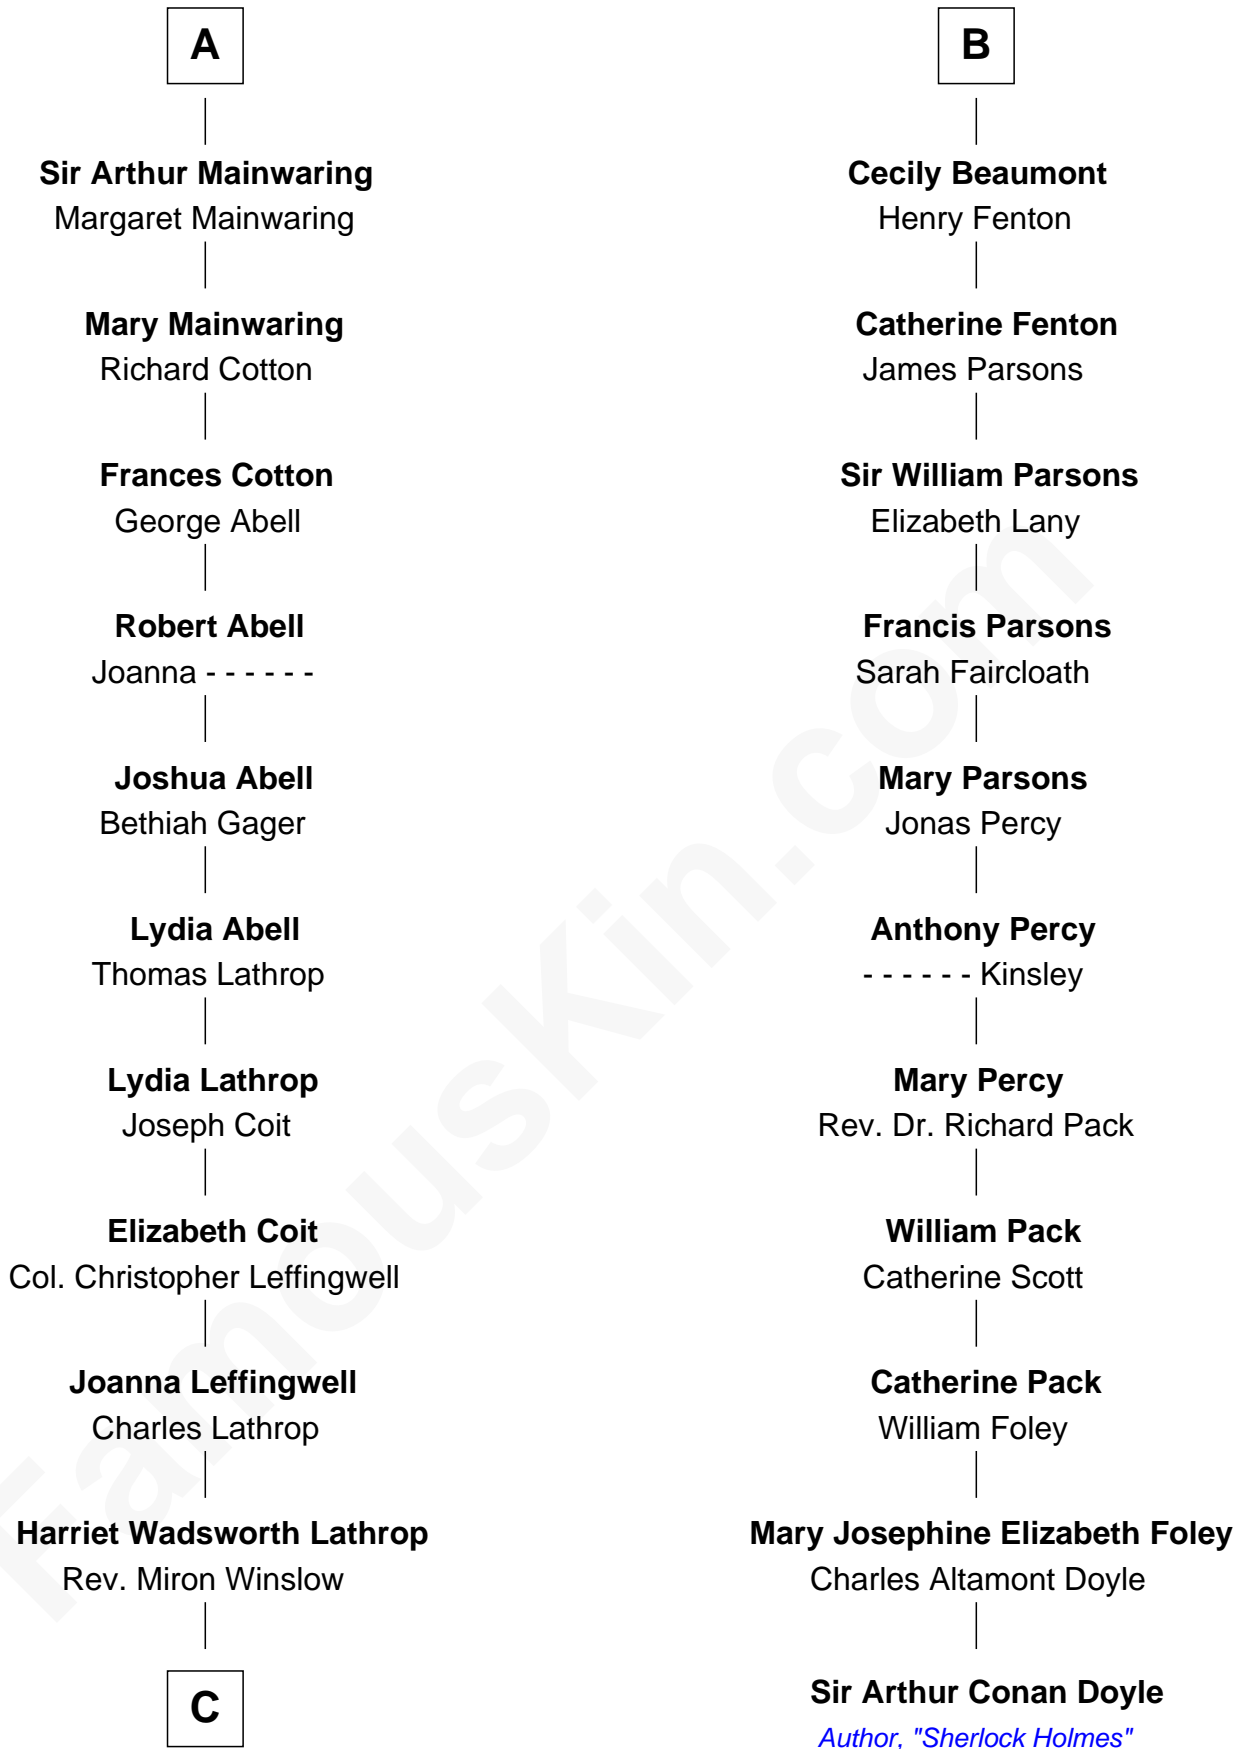 A
Sir Arthur Mainwaring
Margaret Mainwaring
Mary Mainwaring
Richard Cotton
Frances Cotton
George Abell
Robert Abell
Joanna - - - - - -
Joshua Abell
Bethiah Gager
Lydia Abell
Thomas Lathrop
Lydia Lathrop
Joseph Coit
Elizabeth Coit
Col. Christopher Leffingwell
Joanna Leffingwell
Charles Lathrop
Harriet Wadsworth Lathrop
Rev. Miron Winslow
C
B
Cecily Beaumont
Henry Fenton
Catherine Fenton
James Parsons
Sir William Parsons
Elizabeth Lany
Francis Parsons
Sarah Faircloath
Mary Parsons
Jonas Percy
Anthony Percy
- - - - - - Kinsley
Mary Percy
Rev. Dr. Richard Pack
William Pack
Catherine Scott
Catherine Pack
William Foley
Mary Josephine Elizabeth Foley
Charles Altamont Doyle
Sir Arthur Conan Doyle
Author, "Sherlock Holmes"
FamousKin.com